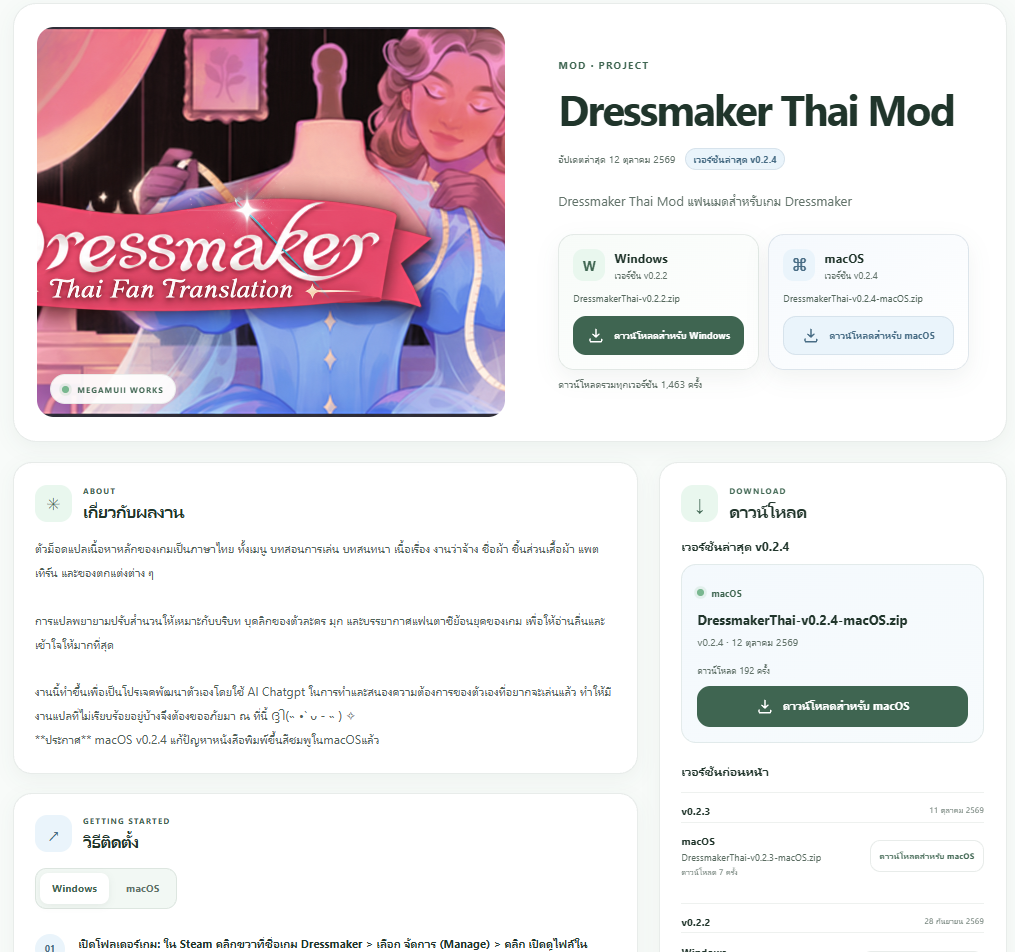 Dressmaker
Thai Fan Translation
MEGAMUII WORKS
MOD • PROJECT
Dressmaker Thai Mod
อัปเดตล่าสุด 12 ตุลาคม 2569 เวอร์ชันล่าสุด v0.2.4
Dressmaker Thai Mod แฟนเมดสำหรับเกม Dressmaker
W
Windows
เวอร์ชัน v0.2.2
DressmakerThai-v0.2.2.zip
ดาวน์โหลดสำหรับ Windows
⌘
macOS
เวอร์ชัน v0.2.4
DressmakerThai-v0.2.4-macOS.zip
ดาวน์โหลดสำหรับ macOS
ดาวน์โหลดรวมทุกเวอร์ชัน 1,463 ครั้ง
ABOUT
เกี่ยวกับผลงาน
ตัวม็อดแปลเนื้อหาหลักของเกมเป็นภาษาไทย ทั้งเมนู บทสอนการเล่น บทสนทนา เนื้อเรื่อง งานว่าจ้าง ชื่อผ้า ชิ้นส่วนเสื้อผ้า แพต
เทิร์น และของตกแต่งต่าง ๆ
การแปลพยายามปรับสำนวนให้เหมาะกับบริบท บุคลิกของตัวละคร มุก และบรรยากาศแฟนตาซีย้อนยุคของเกม เพื่อให้อ่านลื่นและ
เข้าใจให้มากที่สุด
งานนี้ทำขึ้นเพื่อเป็นโปรเจคพัฒนาตัวเองโดยใช้ AI Chatgpt ในการทำและสนองความต้องการของตัวเองที่อยากจะเล่นแล้ว ทำให้มี
งานแปลที่ไม่เรียบร้อยอยู่บ้างจึงต้องขออภัยมา ณ ที่นี้
**ประกาศ** macOS v0.2.4 แก้ปัญหาหนังสือพิมพ์ขึ้นสีชมพูในmacOSแล้ว
GETTING STARTED
วิธีติดตั้ง
Windows macOS
01 เปิดโฟลเดอร์เกม: ใน Steam คลิกขวาที่ชื่อเกม Dressmaker > เลือก จัดการ (Manage) > คลิก เปิดดูไฟล์ใน
DOWNLOAD
ดาวน์โหลด
เวอร์ชันล่าสุด v0.2.4
macOS
DressmakerThai-v0.2.4-macOS.zip
v0.2.4 · 12 ตุลาคม 2569
ดาวน์โหลด 192 ครั้ง
ดาวน์โหลดสำหรับ macOS
เวอร์ชันก่อนหน้า
v0.2.3 11 ตุลาคม 2569
macOS
DressmakerThai-v0.2.3-macOS.zip
ดาวน์โหลด 7 ครั้ง
ดาวน์โหลดสำหรับ macOS
v0.2.2 28 กันยายน 2569
Windows